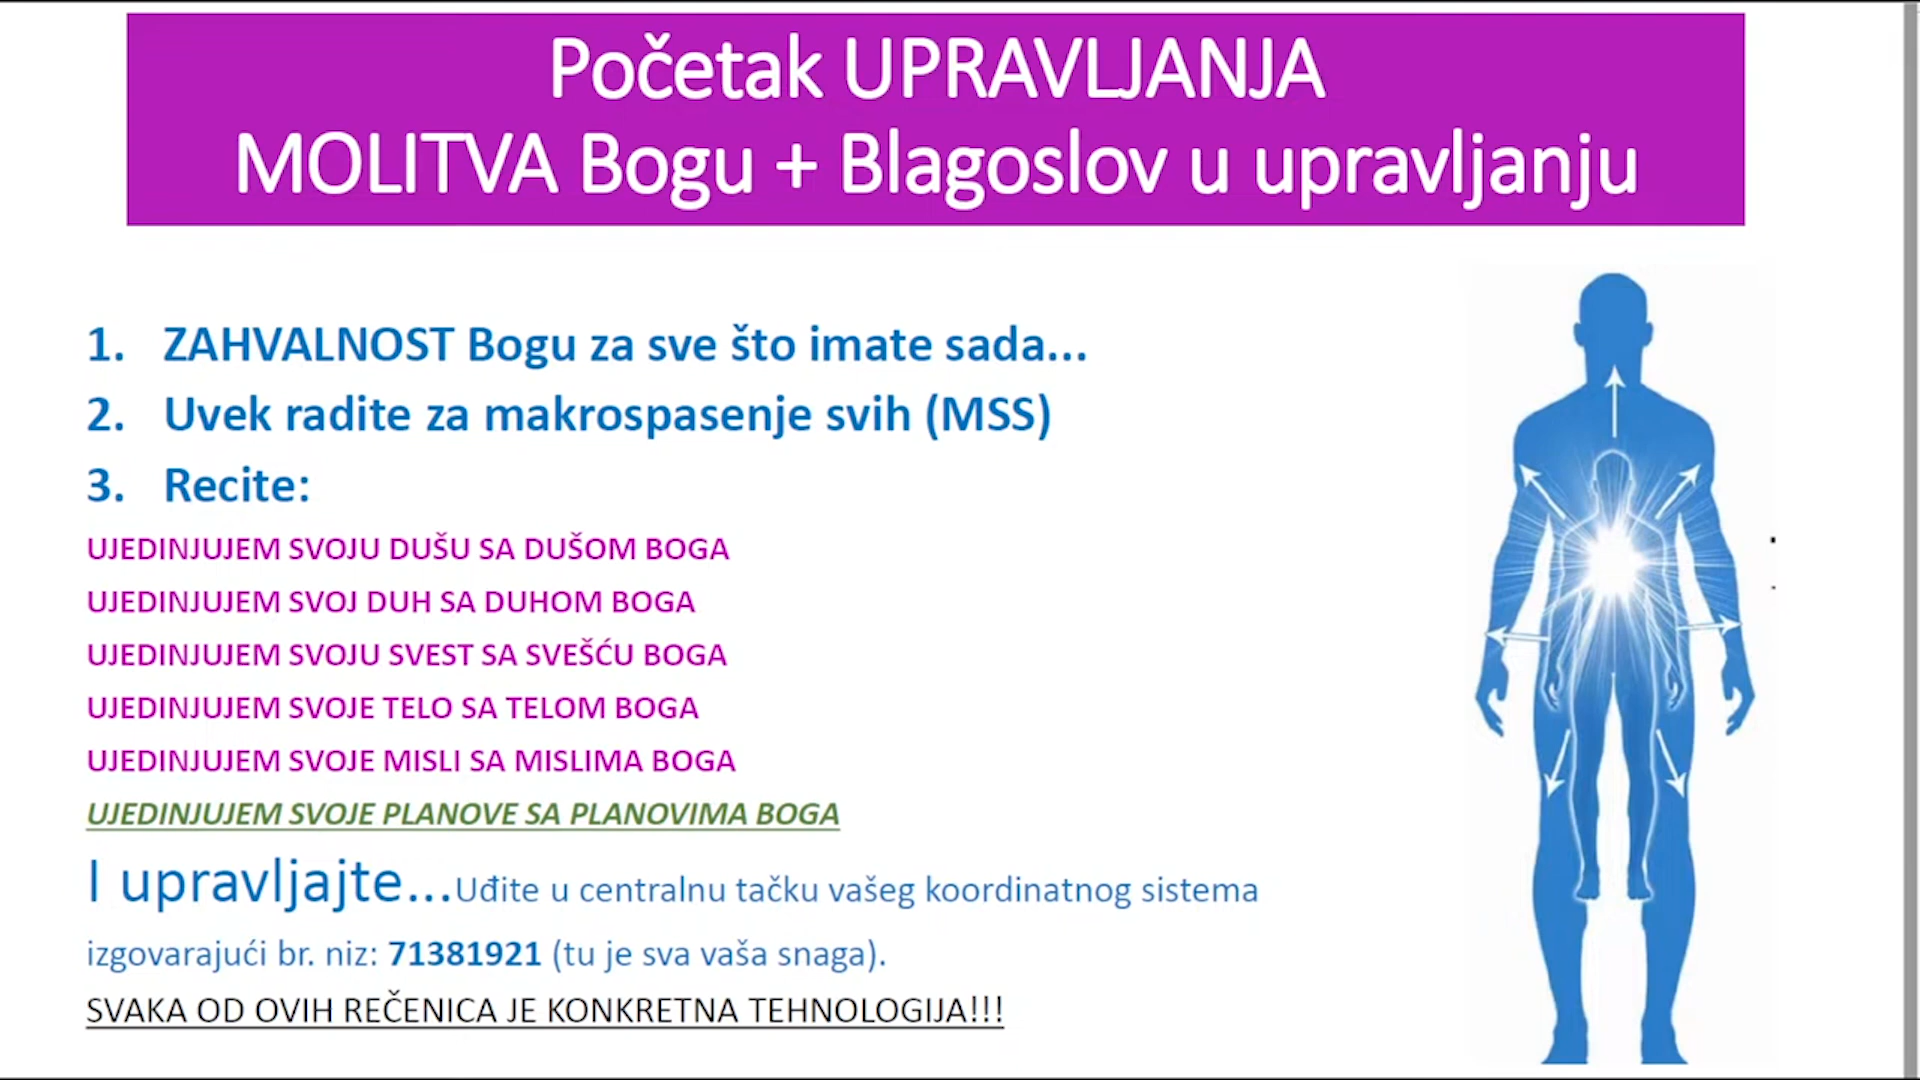 Početak UPRAVLJANJA
MOLITVA Bogu + Blagoslov u upravljanju
1. ZAHVALNOST Bogu za sve što imate sada...
2. Uvek radite za makrospasenje svih (MSS)
3. Recite:
UJEDINJUJEM SVOJU DUŠU SA DUŠOM BOGA
UJEDINJUJEM SVOJ DUH SA DUHOM BOGA
UJEDINJUJEM SVOJU SVEST SA SVEŠĆU BOGA
UJEDINJUJEM SVOJE TELO SA TELOM BOGA
UJEDINJUJEM SVOJE MISLI SA MISLIMA BOGA
UJEDINJUJEM SVOJE PLANOVE SA PLANOVIMA BOGA
I upravljajte...Uđite u centralnu tačku vašeg koordinatnog sistema
izgovarajući br. niz: 71381921 (tu je sva vaša snaga).
SVAKA OD OVIH REČENICA JE KONKRETNA TEHNOLOGIJA!!!